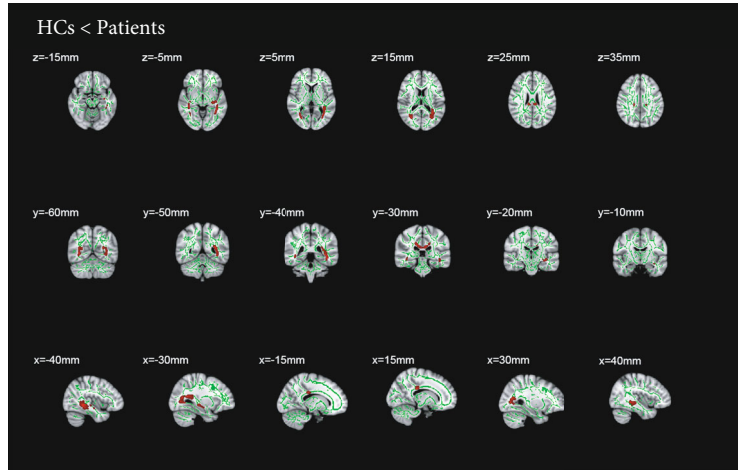 HCs < Patients
z=-15mm z=-5mm z=5mm z=15mm z=25mm z=35mm
y=-60mm y=-50mm y=-40mm y=-30mm y=-20mm y=-10mm
x=-40mm x=-30mm x=-15mm x=15mm x=30mm x=40mm